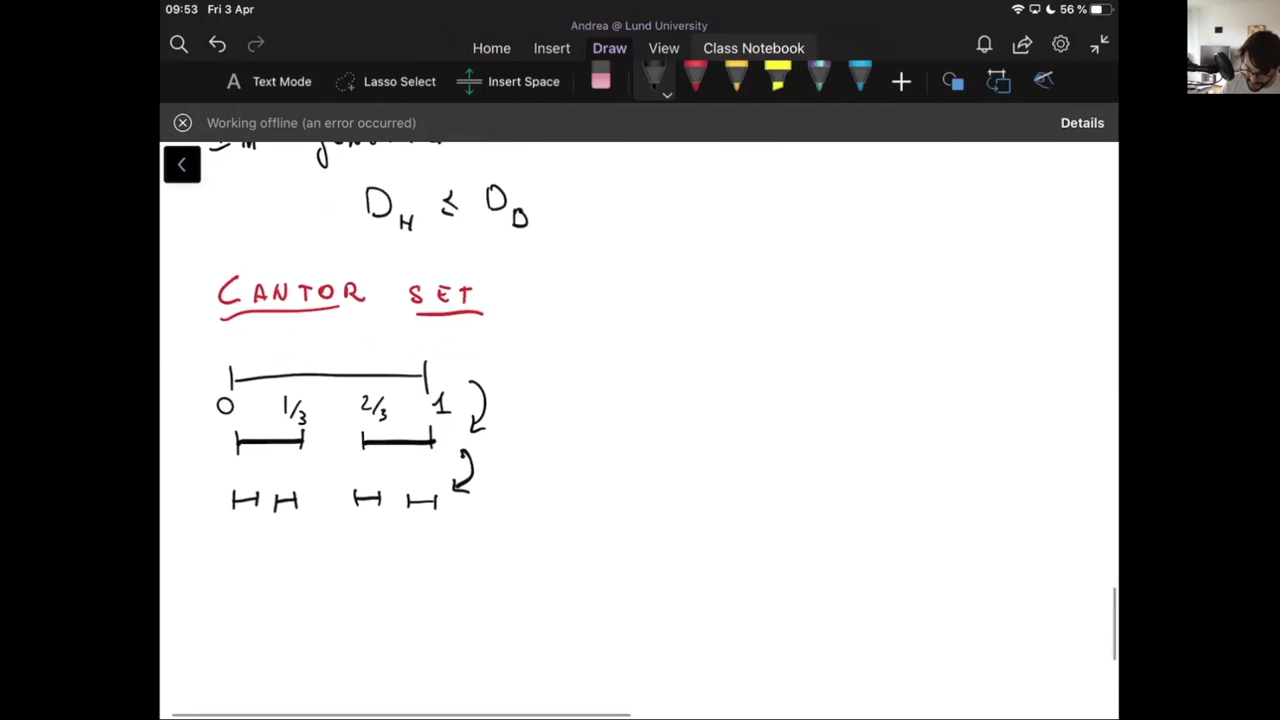 09:53 Fri 3 Apr
56 %
Andrea @ Lund University
Home Insert Draw View Class Notebook
A Text Mode Lasso Select Insert Space
Working offline (an error occurred) Details
D_H ≤ D_D
CANTOR SET
0 1/3 2/3 1